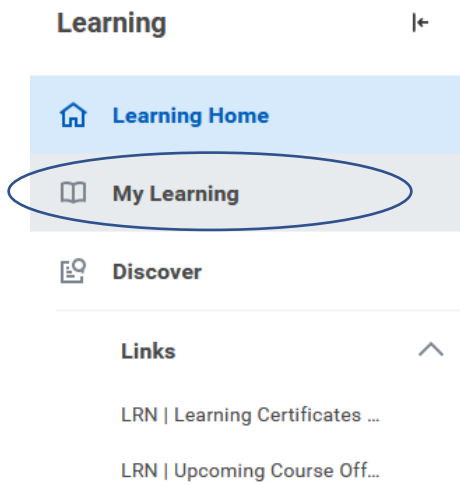 Learning
Learning Home
My Learning
Discover
Links
LRN | Learning Certificates ...
LRN | Upcoming Course Off...